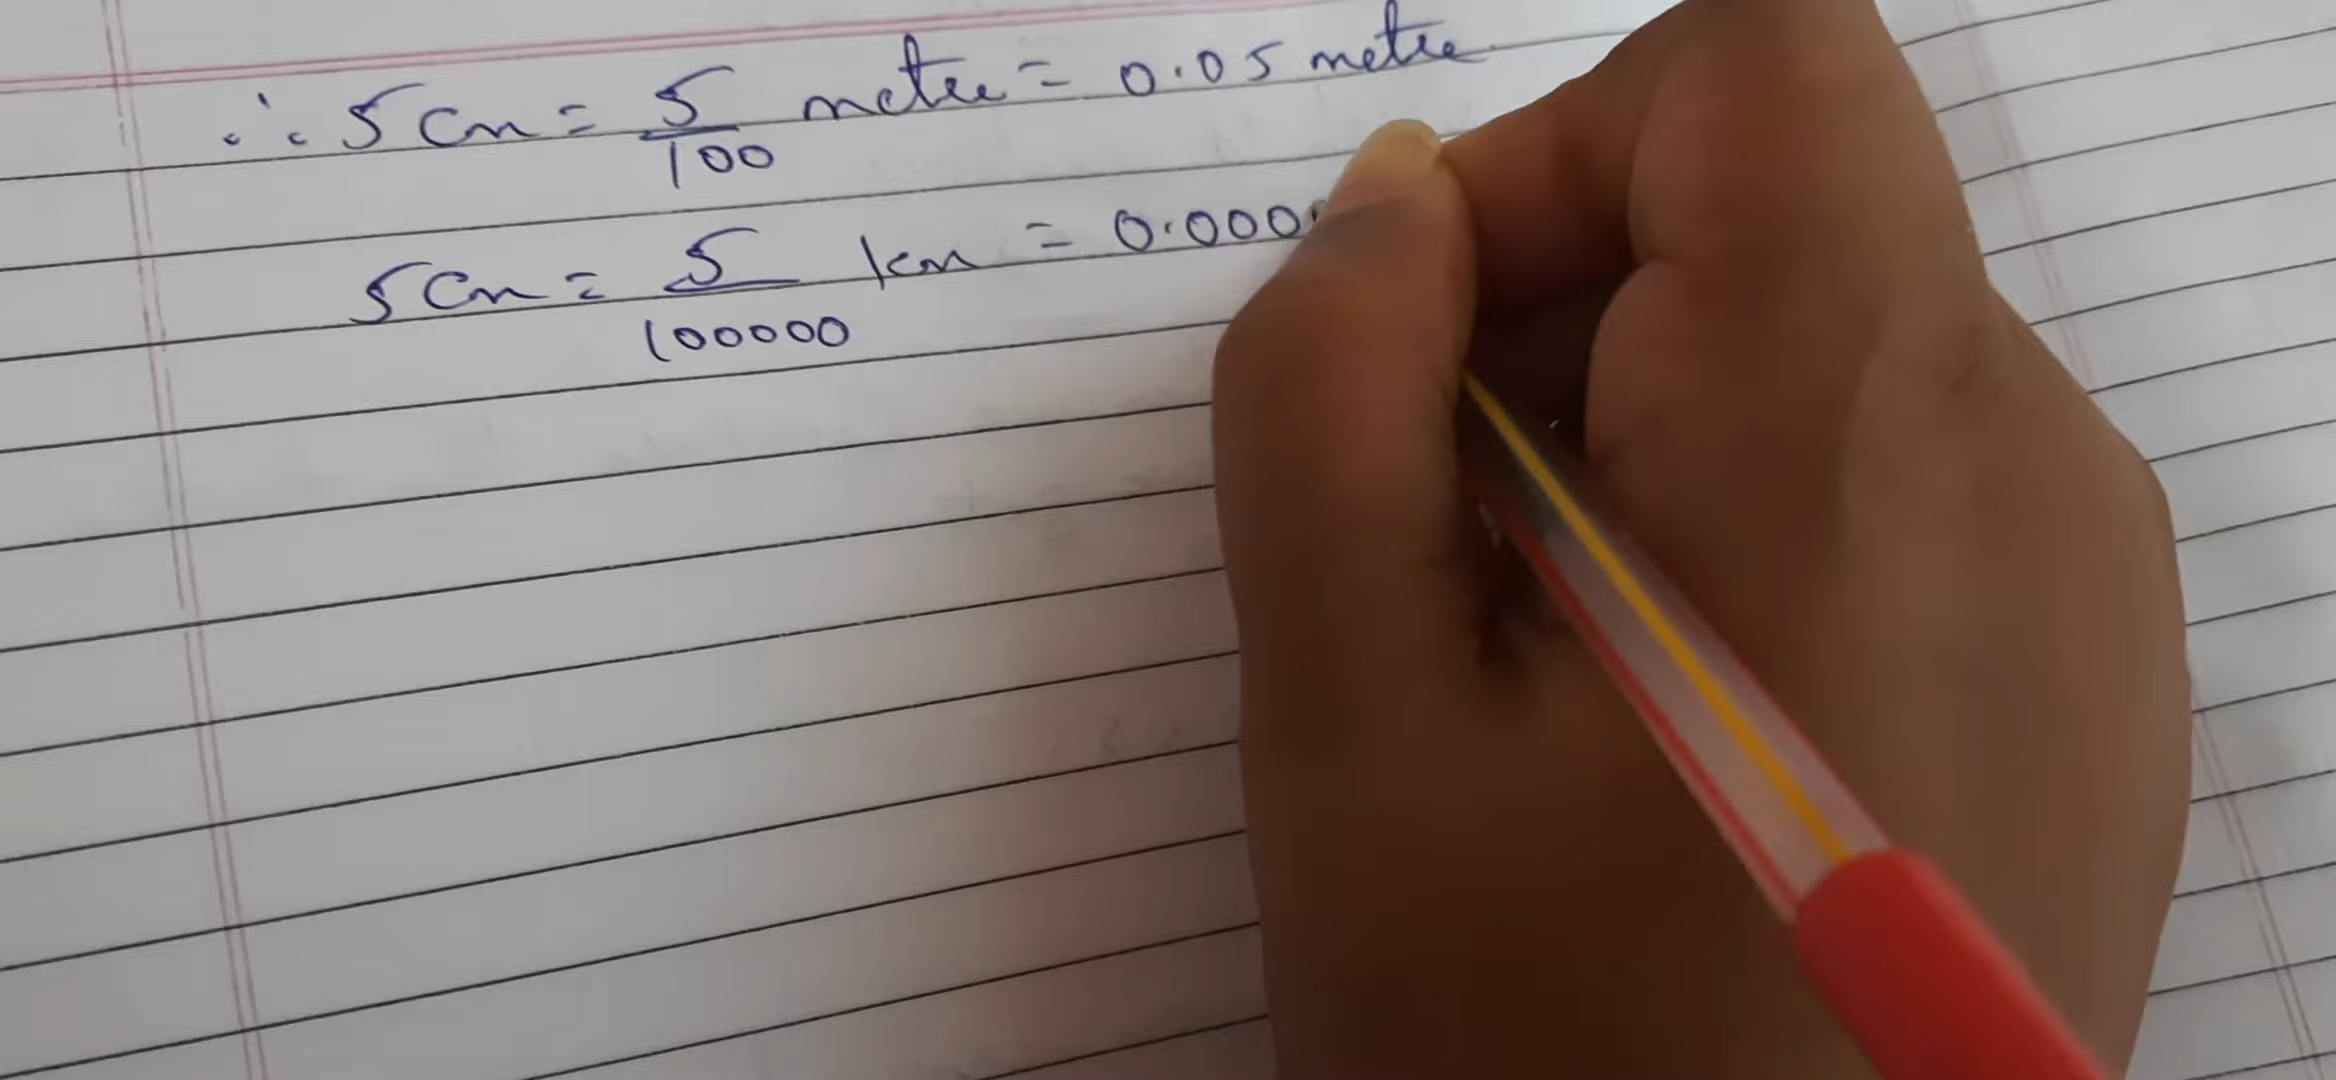 ∴ 5 cm = 5/100 metre = 0.05 metre
5 cm = 5/100000 km = 0.000